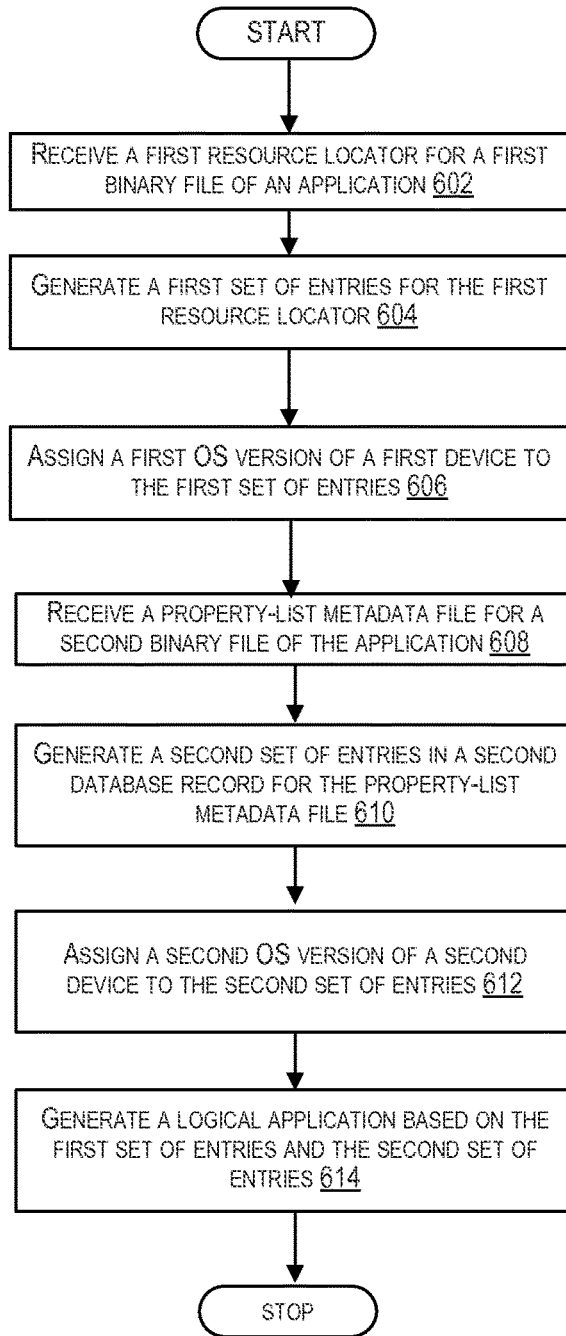 START
RECEIVE A FIRST RESOURCE LOCATOR FOR A FIRST
BINARY FILE OF AN APPLICATION 602
GENERATE A FIRST SET OF ENTRIES FOR THE FIRST
RESOURCE LOCATOR 604
ASSIGN A FIRST OS VERSION OF A FIRST DEVICE TO
THE FIRST SET OF ENTRIES 606
RECEIVE A PROPERTY-LIST METADATA FILE FOR A
SECOND BINARY FILE OF THE APPLICATION 608
GENERATE A SECOND SET OF ENTRIES IN A SECOND
DATABASE RECORD FOR THE PROPERTY-LIST
METADATA FILE 610
ASSIGN A SECOND OS VERSION OF A SECOND
DEVICE TO THE SECOND SET OF ENTRIES 612
GENERATE A LOGICAL APPLICATION BASED ON THE
FIRST SET OF ENTRIES AND THE SECOND SET OF
ENTRIES 614
STOP